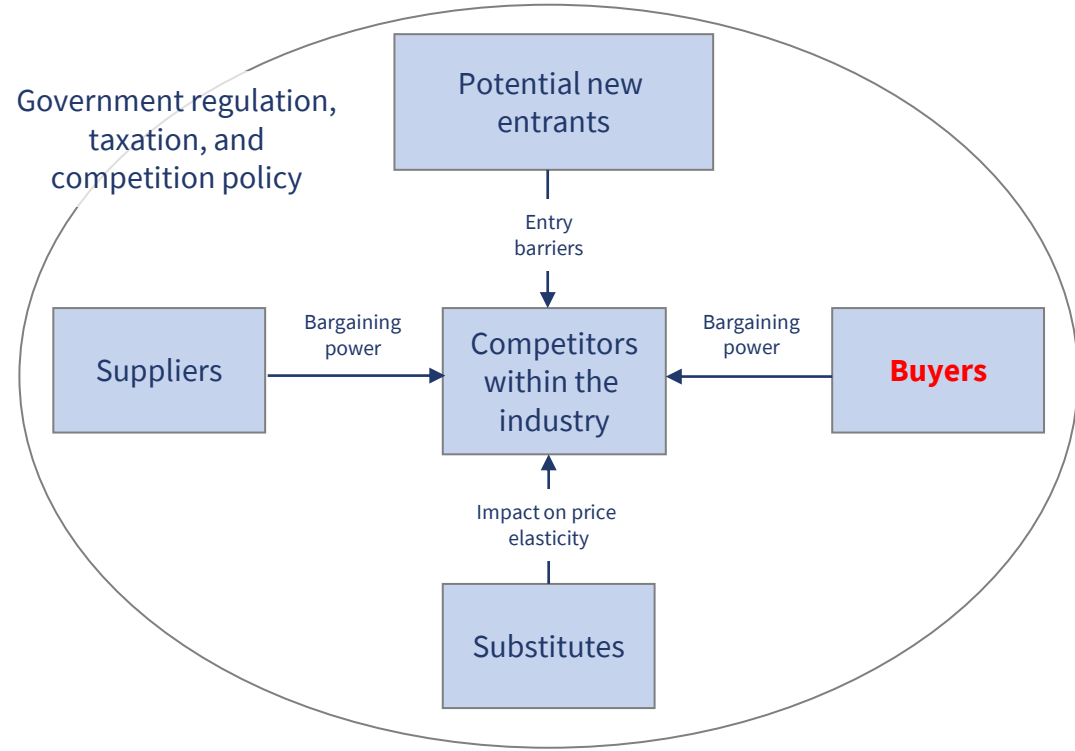 Government regulation,
taxation, and
competition policy
Potential new
entrants
Entry
barriers
Suppliers
Bargaining
power
Competitors
within the
industry
Bargaining
power
Buyers
Impact on price
elasticity
Substitutes